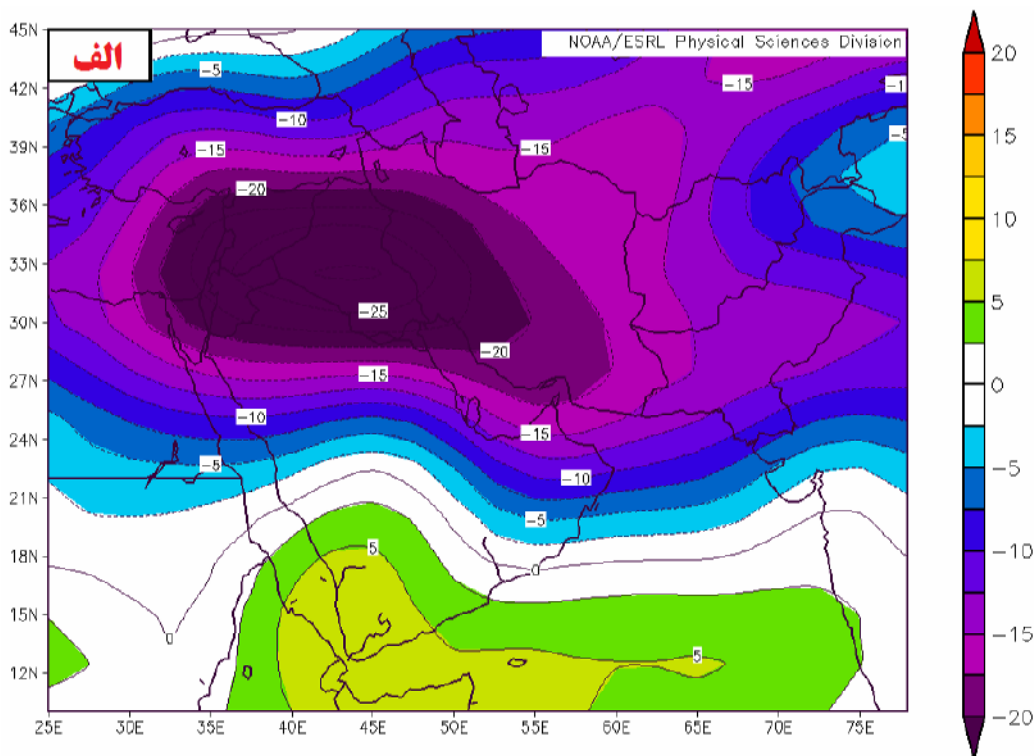 الف
NOAA/ESRL Physical Sciences Division
45N
42N
39N
36N
33N
30N
27N
24N
21N
18N
15N
12N
25E
30E
35E
40E
45E
50E
55E
60E
65E
70E
75E
-5
-10
-15
-20
-25
-20
-15
-10
-5
-15
-15
-1
-5
-15
-10
-5
0
0
5
5
20
15
10
5
0
-5
-10
-15
-20